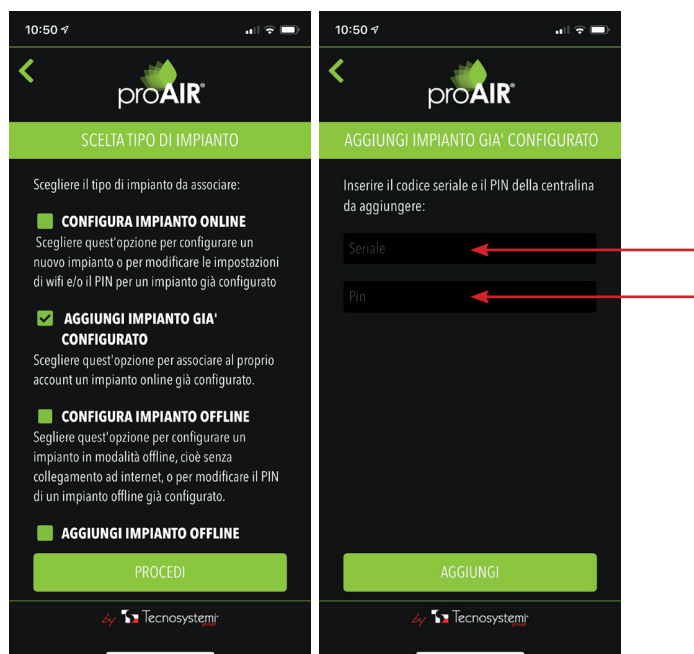 10:50
proAIR®
SCELTA TIPO DI IMPIANTO
Scegliere il tipo di impianto da associare:
CONFIGURA IMPIANTO ONLINE
Scegliere quest'opzione per configurare un
nuovo impianto o per modificare le impostazioni
di wifi e/o il PIN per un impianto già configurato
AGGIUNGI IMPIANTO GIA'
CONFIGURATO
Scegliere quest'opzione per associare al proprio
account un impianto online già configurato.
CONFIGURA IMPIANTO OFFLINE
Segliere quest'opzione per configurare un
impianto in modalità offline, cioè senza
collegamento ad internet, o per modificare il PIN
di un impianto offline già configurato.
AGGIUNGI IMPIANTO OFFLINE
PROCEDI
by Tecnosystemi
group
10:50
proAIR®
AGGIUNGI IMPIANTO GIA' CONFIGURATO
Inserire il codice seriale e il PIN della centralina
da aggiungere:
Seriale
Pin
AGGIUNGI
by Tecnosystemi
group